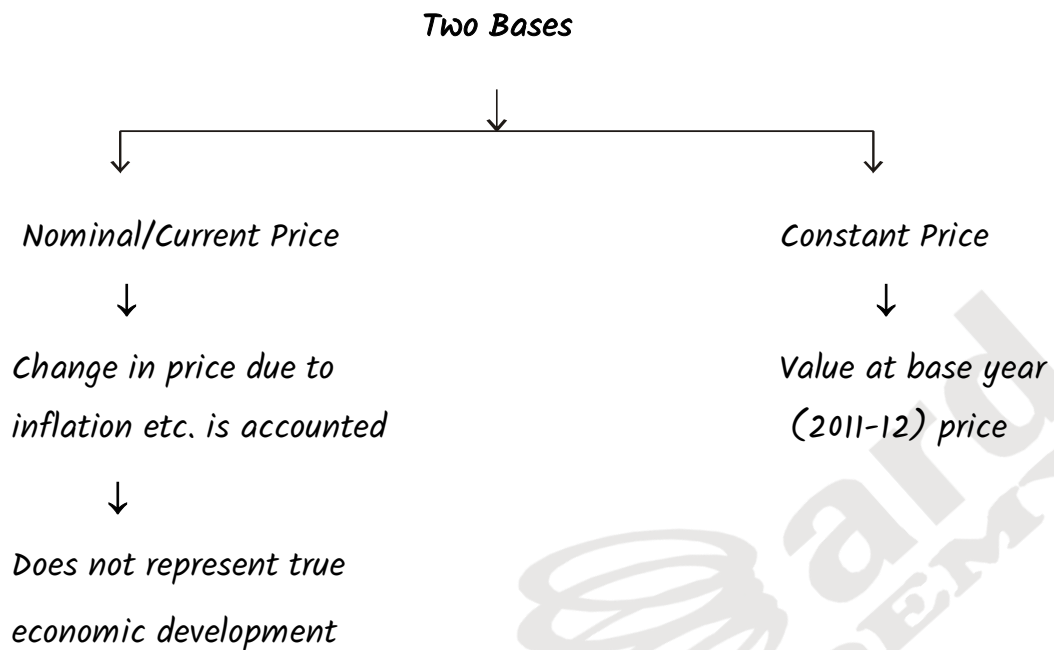 Two Bases
Nominal/Current Price
Constant Price
Change in price due to
inflation etc. is accounted
Value at base year
(2011-12) price
Does not represent true
economic development